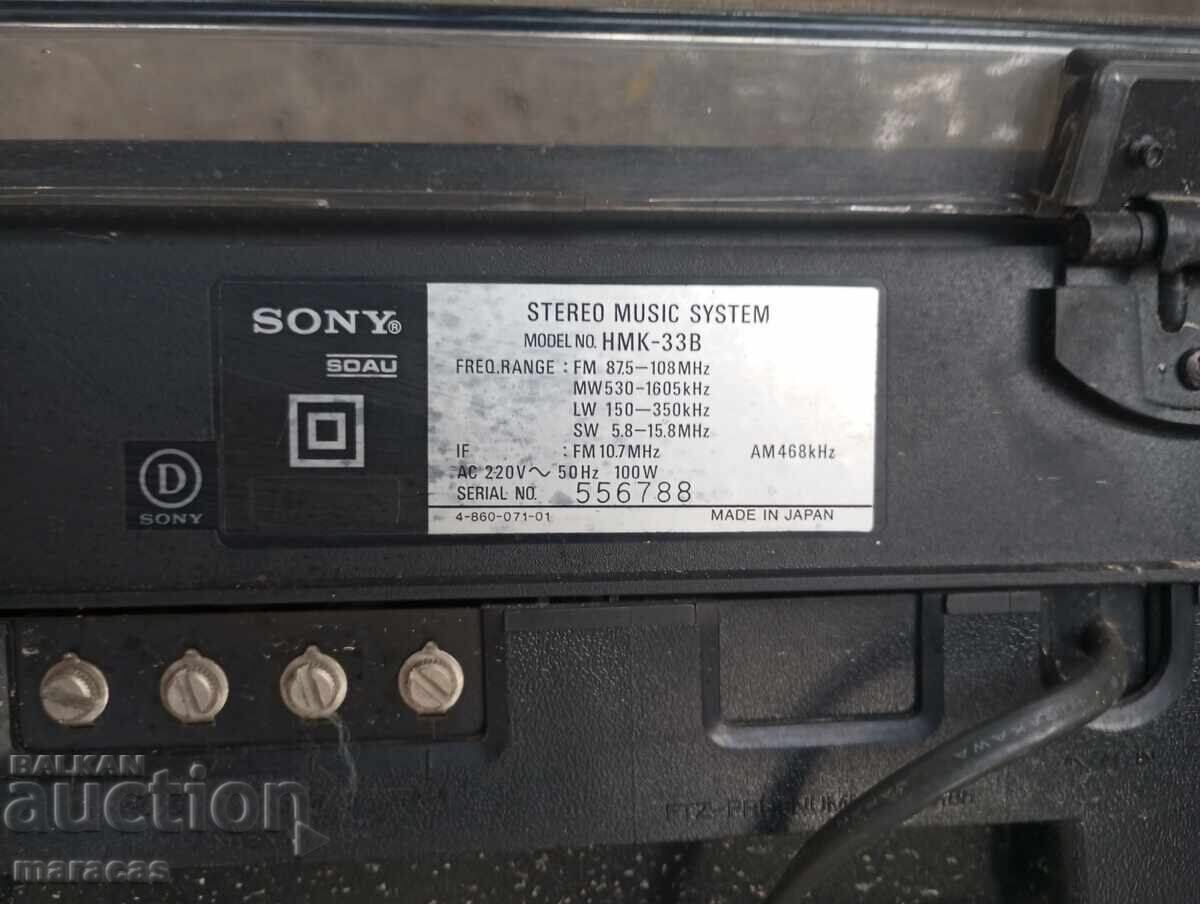 SONY®
SOAU
D
SONY
STEREO MUSIC SYSTEM
MODEL NO. HMK-33B
FREQ.RANGE : FM 87.5–108MHz
MW530-1605kHz
LW 150–350kHz
SW 5.8–15.8MHz
IF : FM10.7MHz AM468kHz
AC 220V～ 50Hz 100W
SERIAL NO. 556788
4-860-071-01 MADE IN JAPAN
BALKAN
auction
maracas